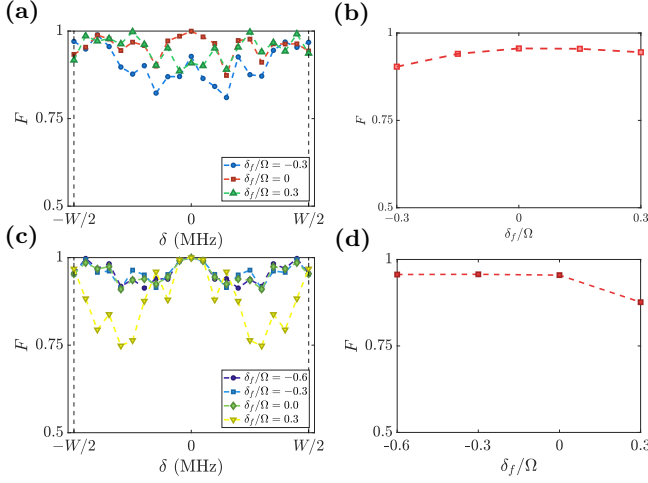 (a)
1
0.75
0.5
F
−W/2
0
W/2
δ (MHz)
δ_f/Ω = −0.3
δ_f/Ω = 0
δ_f/Ω = 0.3
(b)
1
0.75
0.5
F
−0.3
0
0.3
δ_f/Ω
(c)
1
0.75
0.5
F
−W/2
0
W/2
δ (MHz)
δ_f/Ω = −0.6
δ_f/Ω = −0.3
δ_f/Ω = 0.0
δ_f/Ω = 0.3
(d)
1
0.75
0.5
F
-0.6
-0.3
0
0.3
δ_f/Ω